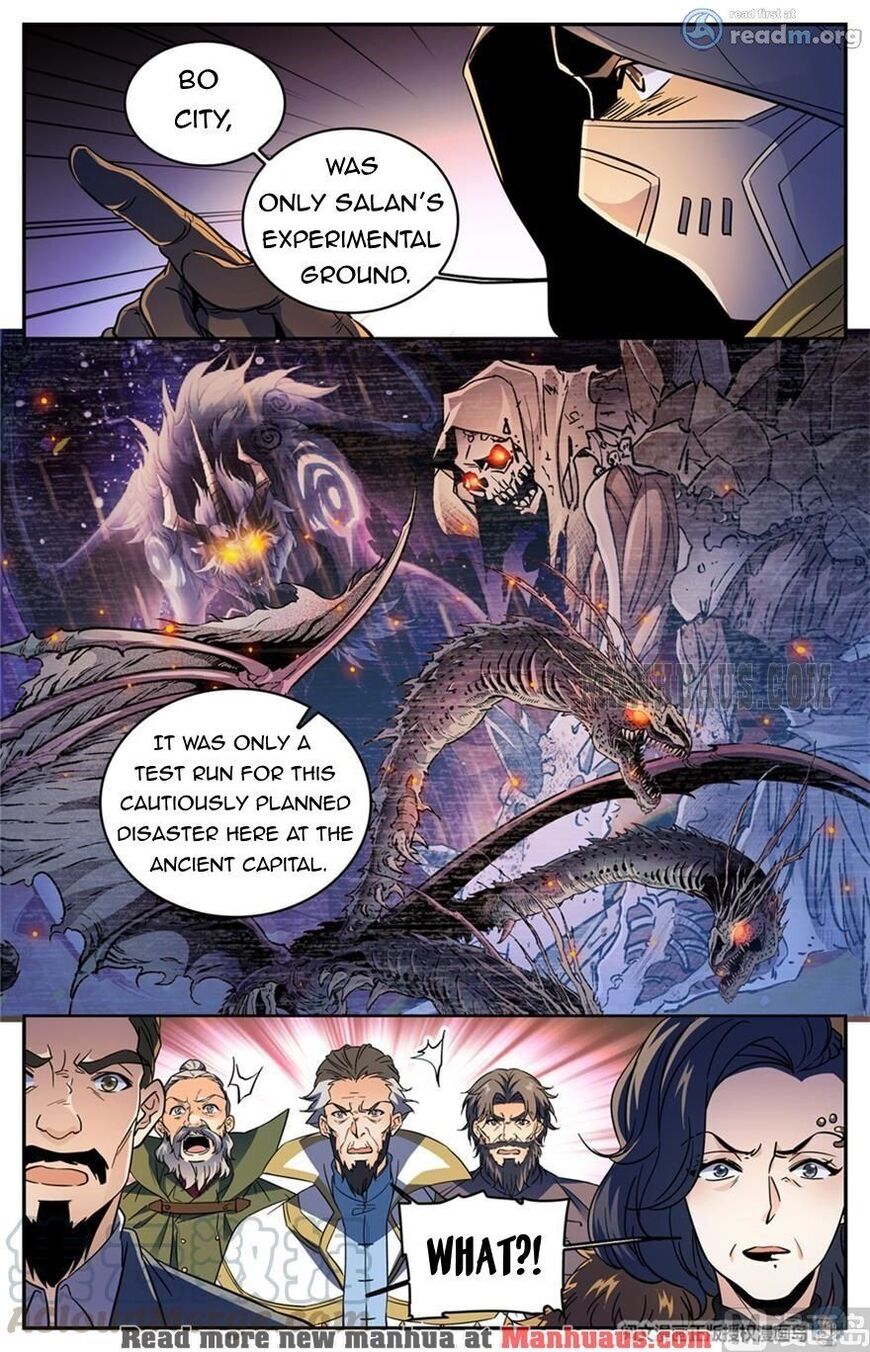 read first at
readm.org
BO
CITY,
WAS
ONLY SALAN'S
EXPERIMENTAL
GROUND.
MANHUAUS.COM
IT WAS ONLY A
TEST RUN FOR THIS
CAUTIOUSLY PLANNED
DISASTER HERE AT THE
ANCIENT CAPITAL.
WHAT?!
Read more manhua at Manhuaus.com